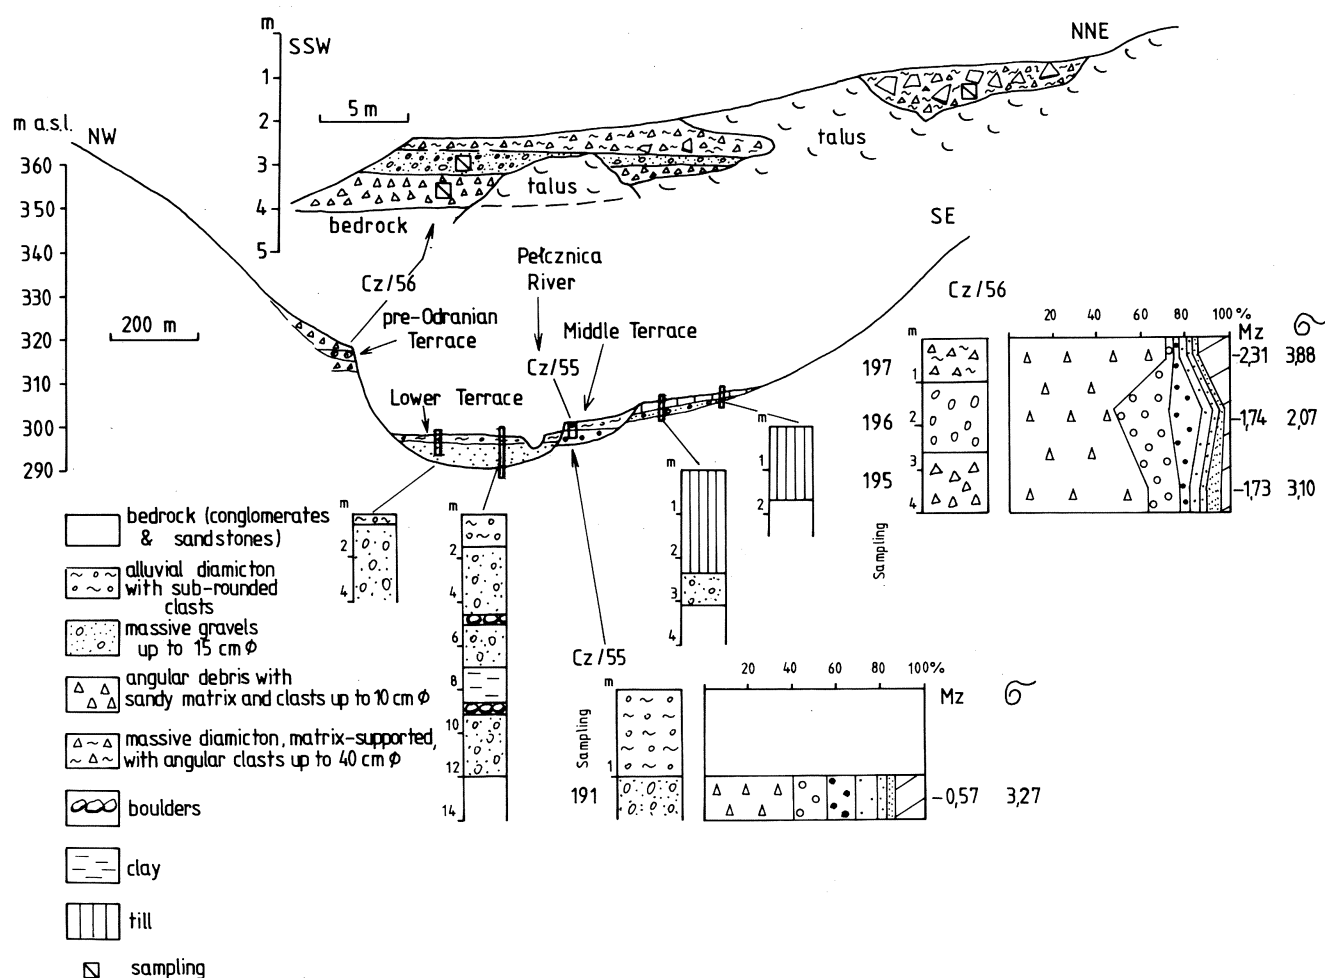 m
SSW
NNE
1
2
3
4
5
5 m
talus
talus
bedrock
m a.s.l.
NW
360
350
340
330
320
310
300
290
200 m
SE
Cz/56
pre-Odranian
Terrace
Pełcznica
River
Cz/55
Middle Terrace
Lower Terrace
Cz/56
m
20 40 60 80 100 %
Mz σ
197
1
-2,31 3,88
196
2
-1,74 2,07
3
195
4
-1,73 3,10
Sampling
m
2
4
m
2
4
6
8
10
12
14
m
1
2
3
4
m
1
2
bedrock (conglomerates
& sandstones)
alluvial diamicton
with sub-rounded
clasts
massive gravels
up to 15 cm ϕ
angular debris with
sandy matrix and clasts up to 10 cm ϕ
massive diamicton, matrix-supported,
with angular clasts up to 40 cm ϕ
boulders
clay
till
sampling
Cz/55
m
20 40 60 80 100%
Mz σ
Sampling
1
191
-0,57 3,27